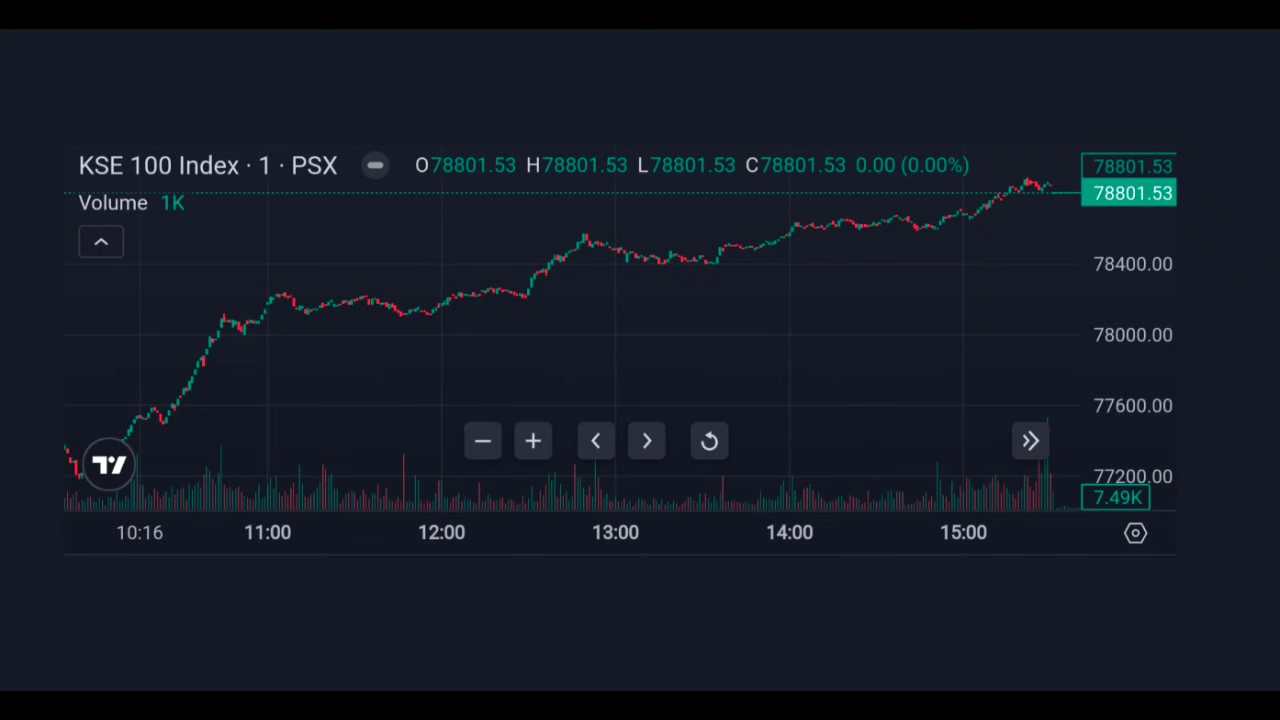 KSE 100 Index · 1 · PSX O78801.53 H78801.53 L78801.53 C78801.53 0.00 (0.00%)
78801.53
78801.53
Volume 1K
78400.00
78000.00
77600.00
77200.00
7.49K
10:16 11:00 12:00 13:00 14:00 15:00